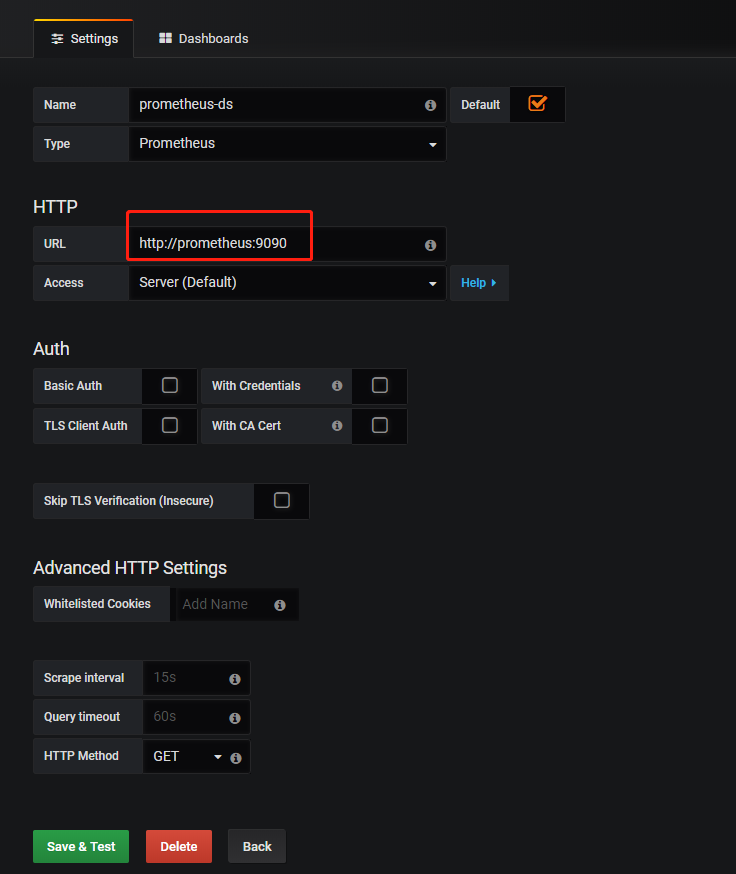 Settings Dashboards
Name prometheus-ds Default
Type Prometheus
HTTP
URL http://prometheus:9090
Access Server (Default) Help
Auth
Basic Auth With Credentials
TLS Client Auth With CA Cert
Skip TLS Verification (Insecure)
Advanced HTTP Settings
Whitelisted Cookies Add Name
Scrape interval 15s
Query timeout 60s
HTTP Method GET
Save & Test Delete Back